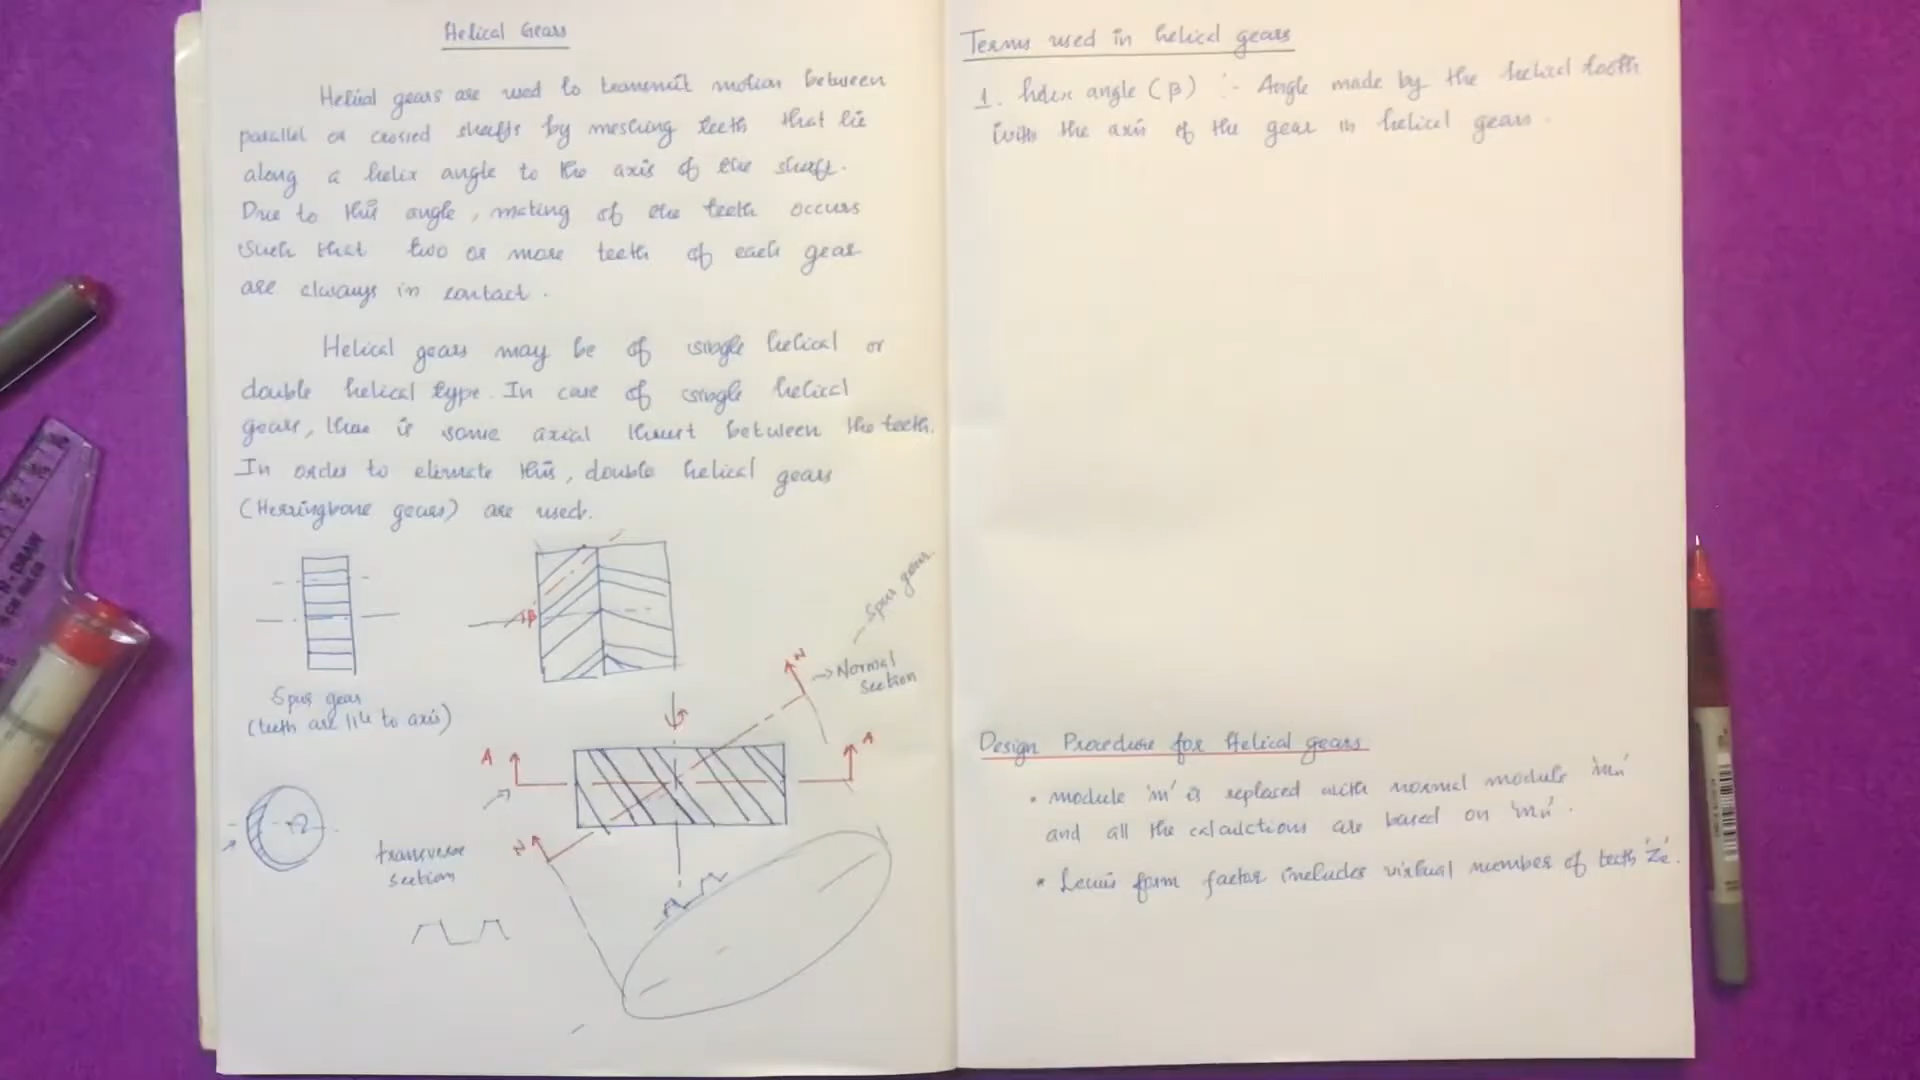 Helical Gears
Helical gears are used to transmit motion between
parallel or crossed shafts by meshing teeth that lie
along a helix angle to the axis of the shaft.
Due to this angle, mating of the teeth occurs
such that two or more teeth of each gear
are always in contact.
Helical gears may be of single helical or
double helical type. In case of single helical
gears, there is some axial thrust between the teeth.
In order to elimate this, double helical gears
(Herringbone gears) are used.
β
Spur gear
(teeth are 11le to axis)
Spur gear
N
→ Normal
section
A
A
N
transverse
section
Terms used in helical gears
1. helix angle (β) :- Angle made by the helical tooth
with the axis of the gear in helical gears.
Design Procedure for Helical gears
• module 'm' is replaced with normal module 'mn'
and all the calculctions are based on 'mn'.
• Lewis form factor includes virtual number of teeth 'Ze'.